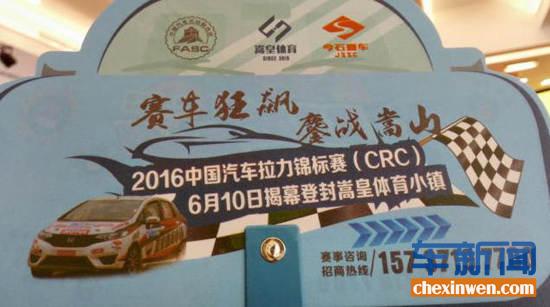 FASC
嵩皇体育
SINCE 2015
今石赛车
JSSC
赛车狂飙
鏖战嵩山
2016中国汽车拉力锦标赛（CRC）
6月10日揭幕登封嵩皇体育小镇
赛事咨询
招商热线
车新闻
chexinwen.com